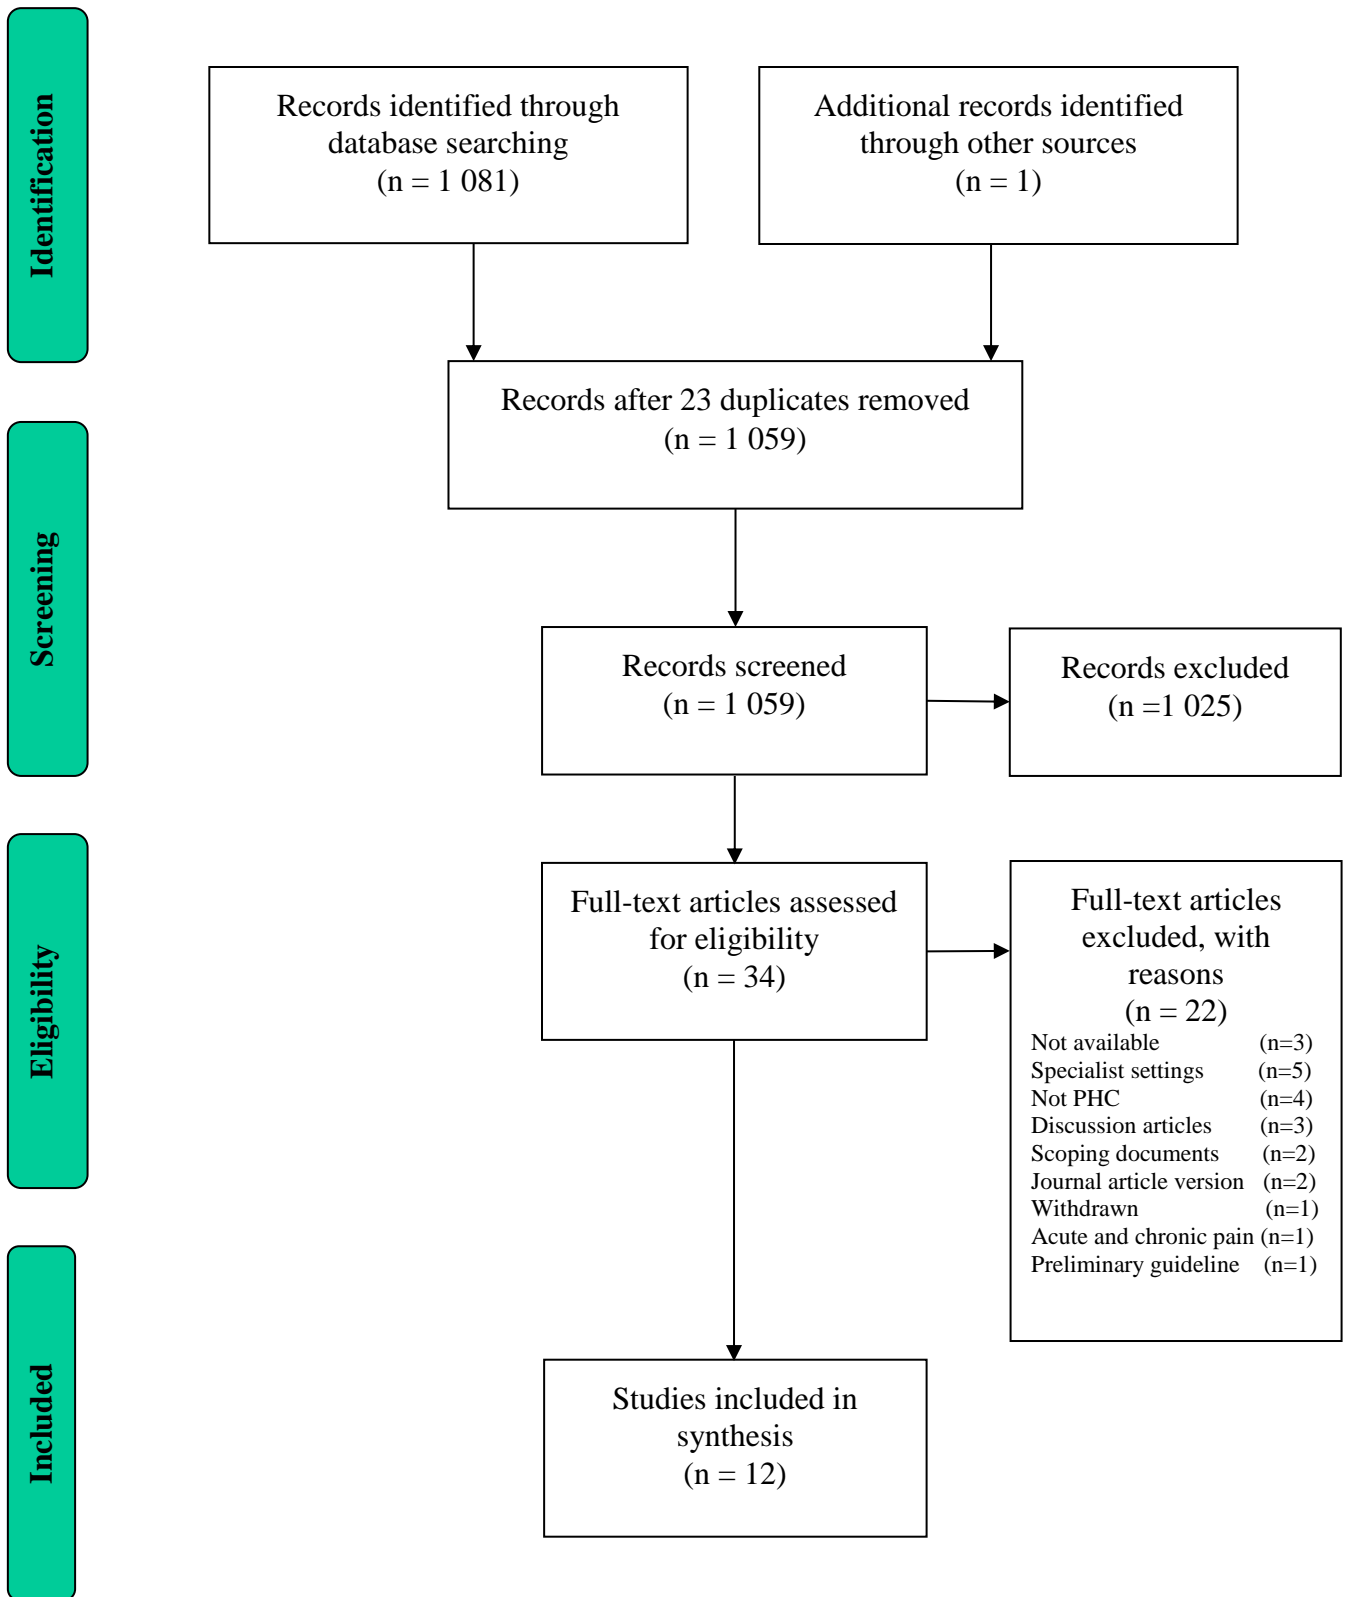 Identification
Records identified through
database searching
(n = 1 081)
Additional records identified
through other sources
(n = 1)
Records after 23 duplicates removed
(n = 1 059)
Screening
Records screened
(n = 1 059)
Records excluded
(n =1 025)
Eligibility
Full-text articles assessed
for eligibility
(n = 34)
Full-text articles
excluded, with
reasons
(n = 22)
Not available (n=3)
Specialist settings (n=5)
Not PHC (n=4)
Discussion articles (n=3)
Scoping documents (n=2)
Journal article version (n=2)
Withdrawn (n=1)
Acute and chronic pain (n=1)
Preliminary guideline (n=1)
Included
Studies included in
synthesis
(n = 12)